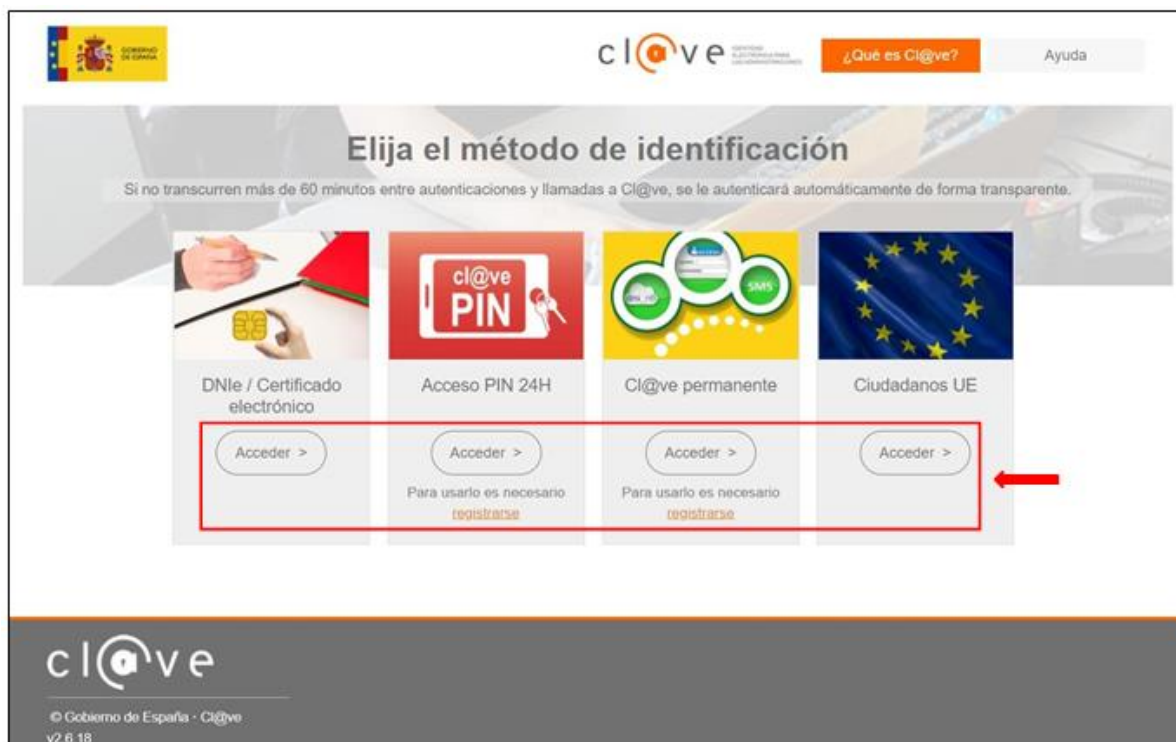 GOBIERNO
DE ESPAÑA
cl@ve
¿Qué es Cl@ve?
Ayuda
Elija el método de identificación
Si no transcurren más de 60 minutos entre autenticaciones y llamadas a Cl@ve, se le autenticará automáticamente de forma transparente.
cl@ve
PIN
SMS
DNIe / Certificado
electrónico
Acceso PIN 24H
Cl@ve permanente
Ciudadanos UE
Acceder >
Acceder >
Acceder >
Acceder >
Para usarlo es necesario
registrarse
Para usarlo es necesario
registrarse
cl@ve
© Gobierno de España · Cl@ve
v2.6.18